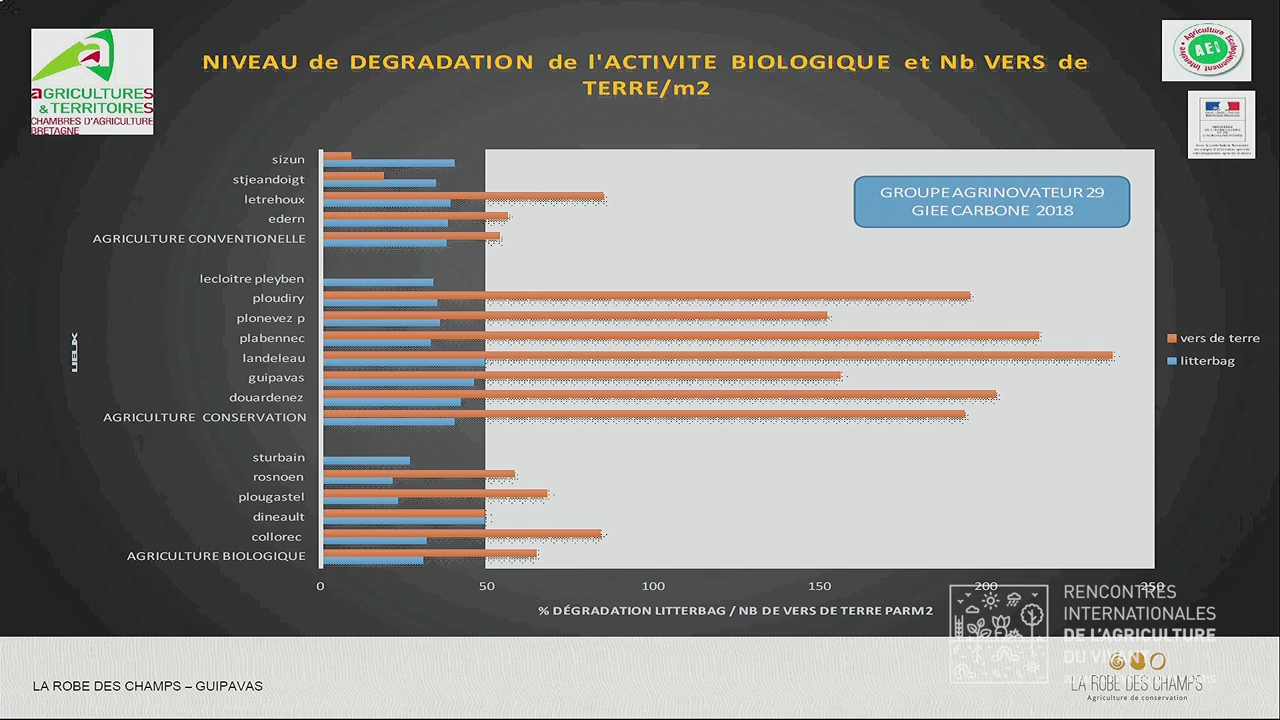 NIVEAU de DEGRADATION de l'ACTIVITE BIOLOGIQUE et Nb VERS de
TERRE/m2
aGRICULTURES
& TERRITOIRES
CHAMBRES D'AGRICULTURE
BRETAGNE
AEI
GROUPE AGRINOVATEUR 29
GIEE CARBONE 2018
sizun
stjeandoigt
letrehoux
edern
AGRICULTURE CONVENTIONELLE
lecloitre pleyben
ploudiry
plonevez p
plabennec
landeleau
guipavas
douardenez
AGRICULTURE CONSERVATION
sturbain
rosnoen
plougastel
dineault
collorec
AGRICULTURE BIOLOGIQUE
LIEUX
vers de terre
litterbag
0 50 100 150 200 250
% DÉGRADATION LITTERBAG / NB DE VERS DE TERRE PARM2
RENCONTRES
INTERNATIONALES
DE L'AGRICULTURE
DU VIVANT
LA ROBE DES CHAMPS – GUIPAVAS
LA ROBE DES CHAMPS
Agriculture de conservation